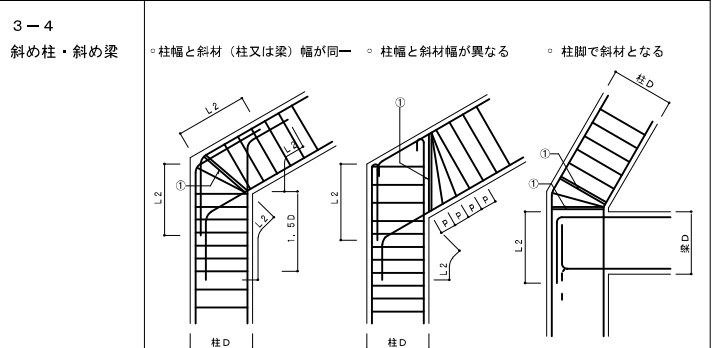 3-4
斜め柱・斜め梁
◦柱幅と斜材(柱又は梁)幅が同一
◦ 柱幅と斜材幅が異なる
◦ 柱脚で斜材となる
L2
①
L2
L2
1.5D
L2
柱D
①
L2
P P P P
L2
柱D
柱D
①
①
L2
梁D